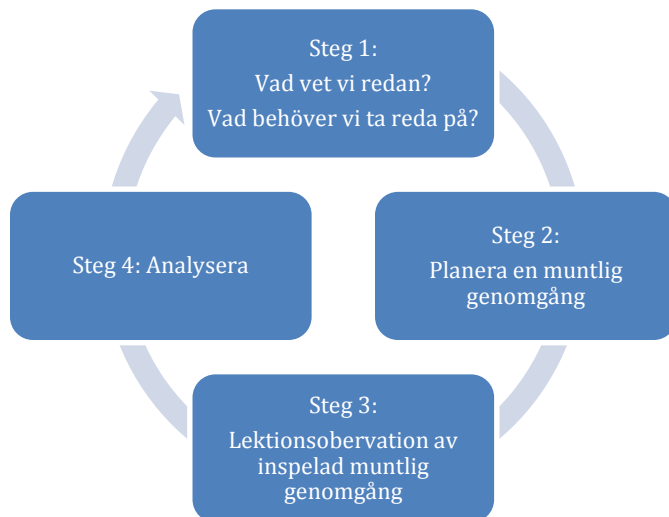 Steg 1:
Vad vet vi redan?
Vad behöver vi ta reda på?
Steg 2:
Planera en muntlig
genomgång
Steg 3:
Lektionsobervation av
inspelad muntlig
genomgång
Steg 4: Analysera